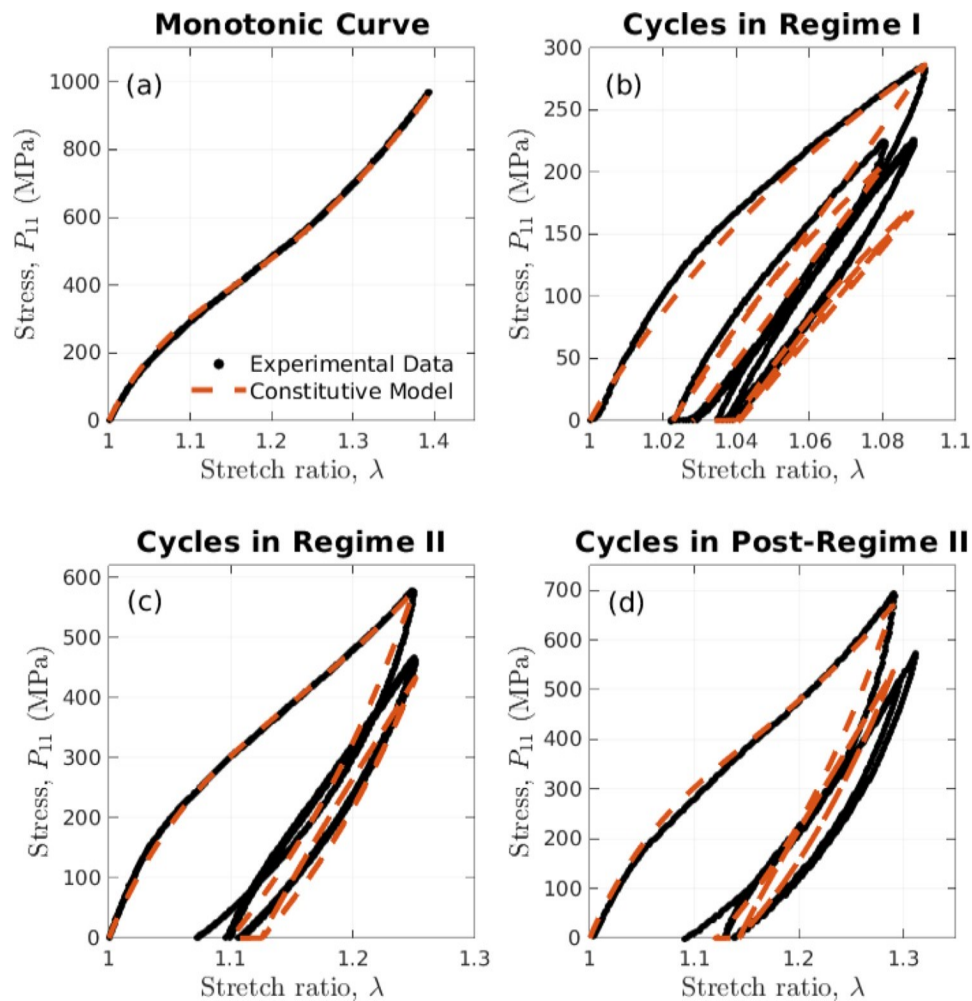 Monotonic Curve
(a)
1000
800
600
400
200
0
1 1.1 1.2 1.3 1.4
Stress, P₁₁ (MPa)
Stretch ratio, λ
Experimental Data
Constitutive Model
Cycles in Regime I
(b)
300
250
200
150
100
50
0
1 1.02 1.04 1.06 1.08 1.1
Stress, P₁₁ (MPa)
Stretch ratio, λ
Cycles in Regime II
(c)
600
500
400
300
200
100
0
1 1.1 1.2 1.3
Stress, P₁₁ (MPa)
Stretch ratio, λ
Cycles in Post-Regime II
(d)
700
600
500
400
300
200
100
0
1 1.1 1.2 1.3
Stress, P₁₁ (MPa)
Stretch ratio, λ